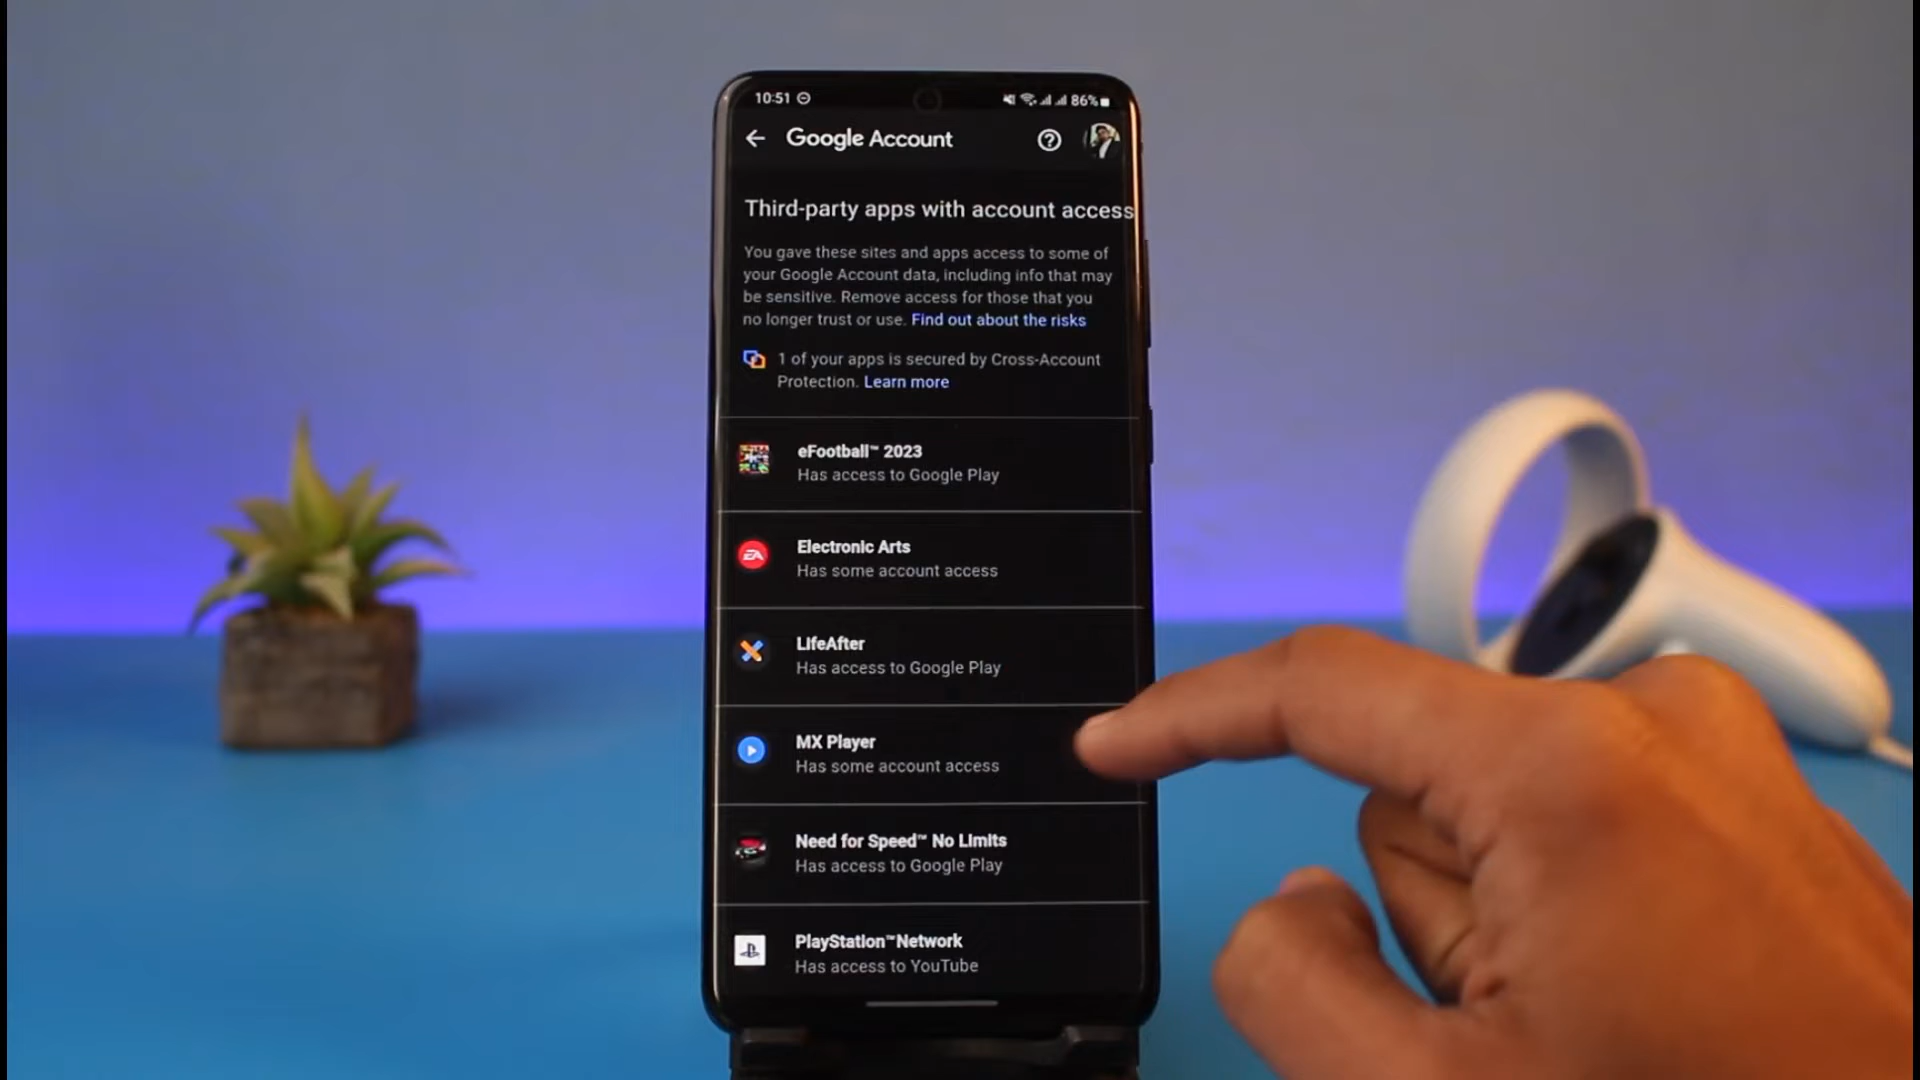 10:51
86%
Google Account
Third-party apps with account access
You gave these sites and apps access to some of
your Google Account data, including info that may
be sensitive. Remove access for those that you
no longer trust or use. Find out about the risks
1 of your apps is secured by Cross-Account
Protection. Learn more
eFootball™ 2023
Has access to Google Play
EA
Electronic Arts
Has some account access
LifeAfter
Has access to Google Play
MX Player
Has some account access
Need for Speed™ No Limits
Has access to Google Play
PlayStation™Network
Has access to YouTube